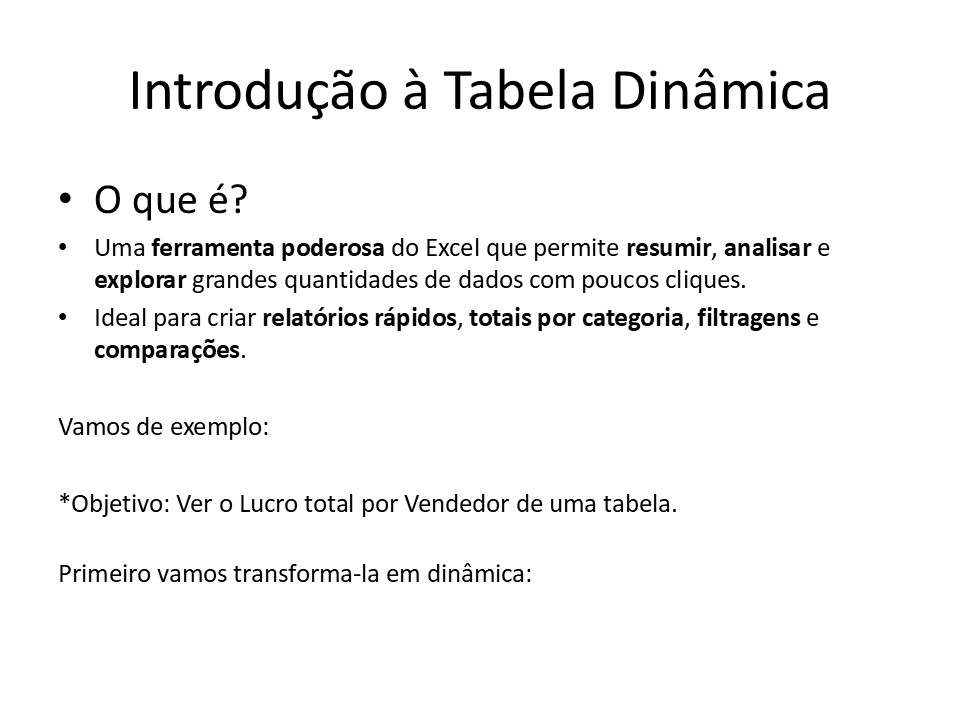 Introdução à Tabela Dinâmica
• O que é?
• Uma ferramenta poderosa do Excel que permite resumir, analisar e
explorar grandes quantidades de dados com poucos cliques.
• Ideal para criar relatórios rápidos, totais por categoria, filtragens e
comparações.
Vamos de exemplo:
*Objetivo: Ver o Lucro total por Vendedor de uma tabela.
Primeiro vamos transforma-la em dinâmica: